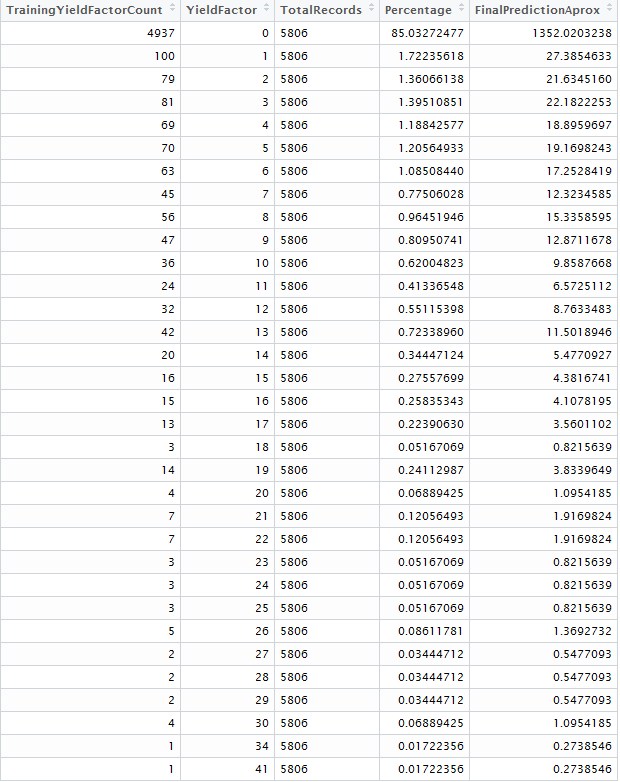 TrainingYieldFactorCount YieldFactor TotalRecords Percentage FinalPredictionAprox
4937 0 5806 85.03272477 1352.0203238
100 1 5806 1.72235618 27.3854633
79 2 5806 1.36066138 21.6345160
81 3 5806 1.39510851 22.1822253
69 4 5806 1.18842577 18.8959697
70 5 5806 1.20564933 19.1698243
63 6 5806 1.08508440 17.2528419
45 7 5806 0.77506028 12.3234585
56 8 5806 0.96451946 15.3358595
47 9 5806 0.80950741 12.8711678
36 10 5806 0.62004823 9.8587668
24 11 5806 0.41336548 6.5725112
32 12 5806 0.55115398 8.7633483
42 13 5806 0.72338960 11.5018946
20 14 5806 0.34447124 5.4770927
16 15 5806 0.27557699 4.3816741
15 16 5806 0.25835343 4.1078195
13 17 5806 0.22390630 3.5601102
3 18 5806 0.05167069 0.8215639
14 19 5806 0.24112987 3.8339649
4 20 5806 0.06889425 1.0954185
7 21 5806 0.12056493 1.9169824
7 22 5806 0.12056493 1.9169824
3 23 5806 0.05167069 0.8215639
3 24 5806 0.05167069 0.8215639
3 25 5806 0.05167069 0.8215639
5 26 5806 0.08611781 1.3692732
2 27 5806 0.03444712 0.5477093
2 28 5806 0.03444712 0.5477093
2 29 5806 0.03444712 0.5477093
4 30 5806 0.06889425 1.0954185
1 34 5806 0.01722356 0.2738546
1 41 5806 0.01722356 0.2738546